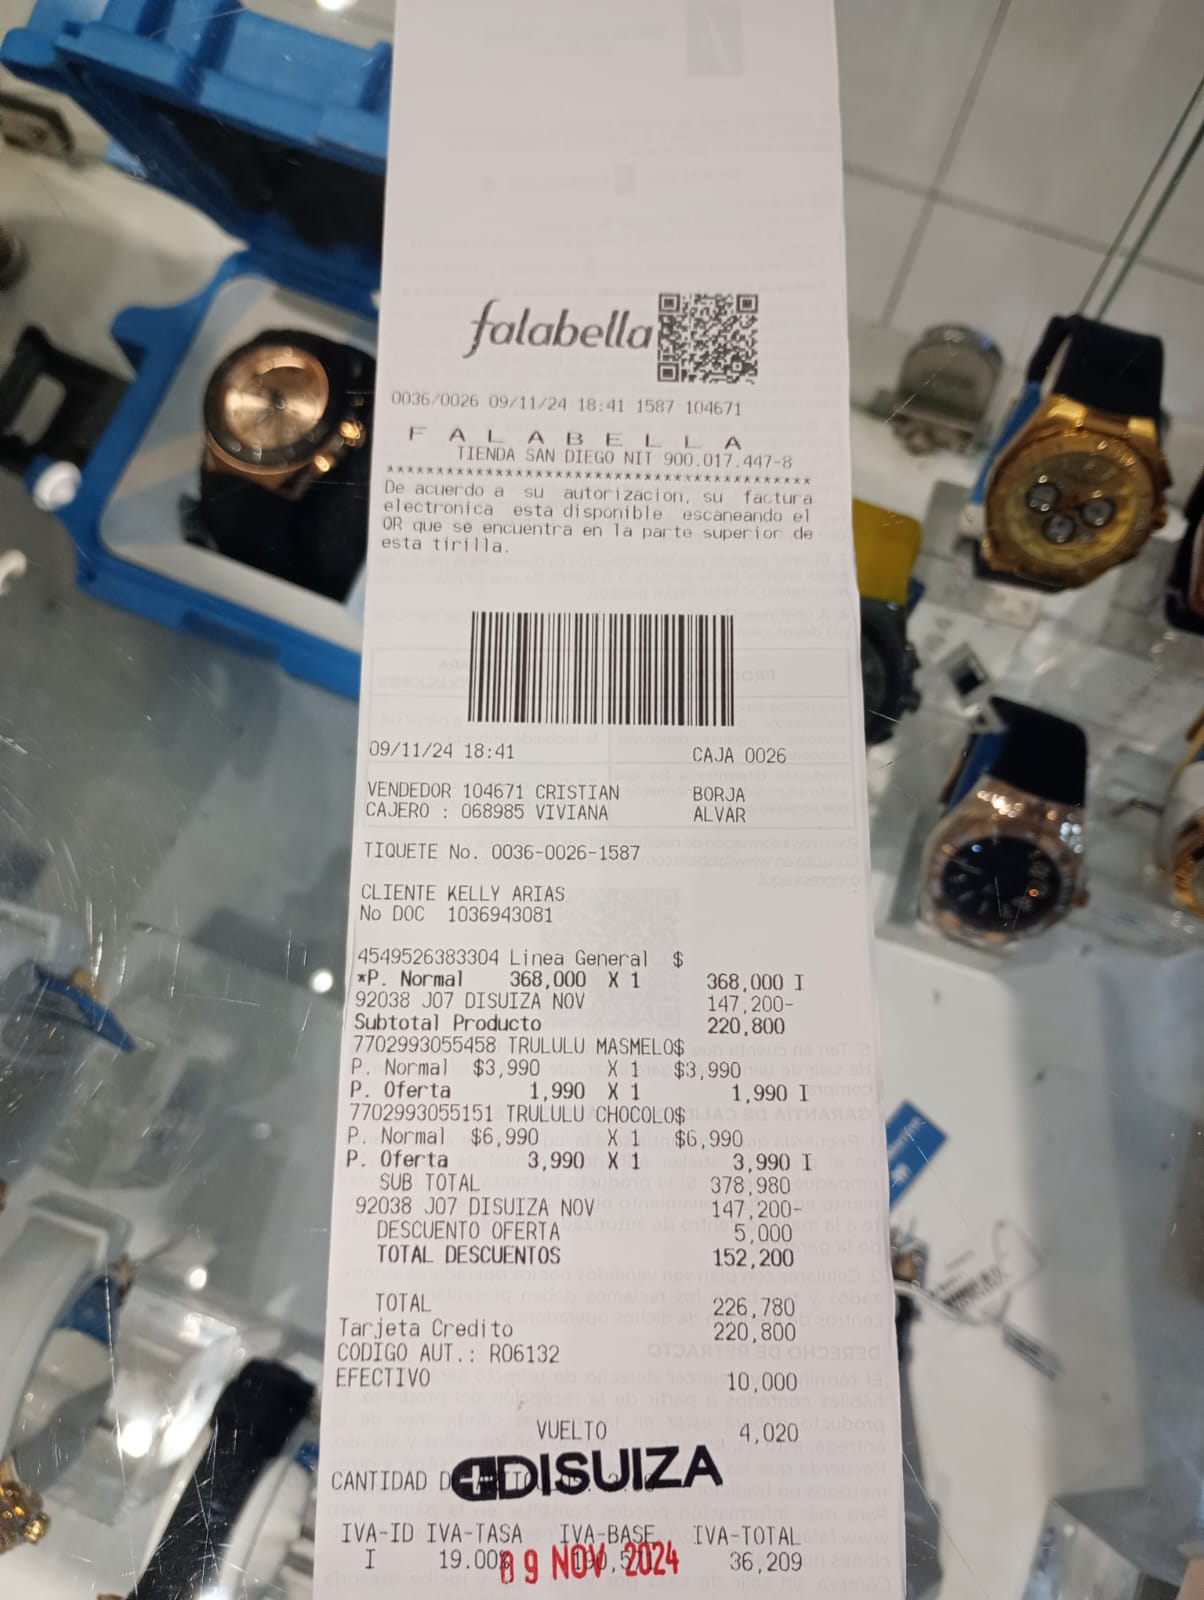 falabella
0036/0026 09/11/24 18:41 1587 104671
F A L A B E L L A
TIENDA SAN DIEGO NIT 900.017.447-8
******************************************
De acuerdo a su autorizacion, su factura
electronica esta disponible escaneando el
QR que se encuentra en la parte superior de
esta tirilla.
09/11/24 18:41 CAJA 0026
VENDEDOR 104671 CRISTIAN BORJA
CAJERO : 068985 VIVIANA ALVAR
TIQUETE No. 0036-0026-1587
CLIENTE KELLY ARIAS
No DOC 1036943081
4549526383304 Linea General $
*P. Normal 368,000 X 1 368,000 I
92038 J07 DISUIZA NOV 147,200-
Subtotal Producto 220,800
7702993055458 TRULULU MASMELO$
P. Normal $3,990 X 1 $3,990
P. Oferta 1,990 X 1 1,990 I
7702993055151 TRULULU CHOCOLO$
P. Normal $6,990 X 1 $6,990
P. Oferta 3,990 X 1 3,990 I
SUB TOTAL 378,980
92038 J07 DISUIZA NOV 147,200-
DESCUENTO OFERTA 5,000
TOTAL DESCUENTOS 152,200
TOTAL 226,780
Tarjeta Credito 220,800
CODIGO AUT.: R06132
EFECTIVO 10,000
VUELTO 4,020
CANTIDAD
DISUIZA
IVA-ID IVA-TASA IVA-BASE IVA-TOTAL
I 19.00% 36,209
09 NOV 2024